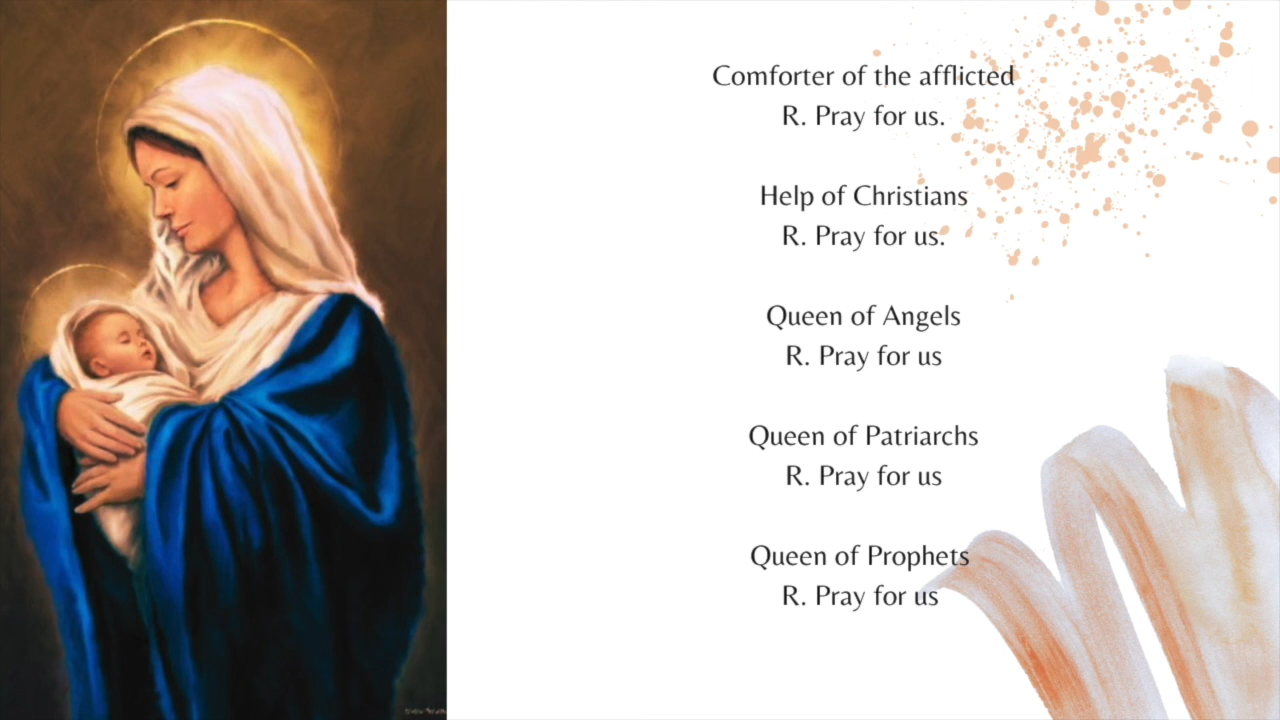 Comforter of the afflicted
R. Pray for us.
Help of Christians
R. Pray for us.
Queen of Angels
R. Pray for us
Queen of Patriarchs
R. Pray for us
Queen of Prophets
R. Pray for us